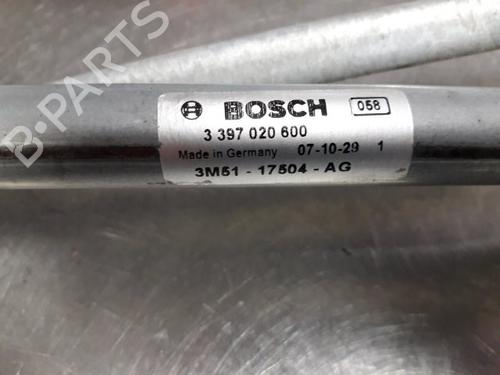 BOSCH 058
3 397 020 600
Made in Germany 07-10-29 1
3M51 - 17504 - AG
B-PARTS